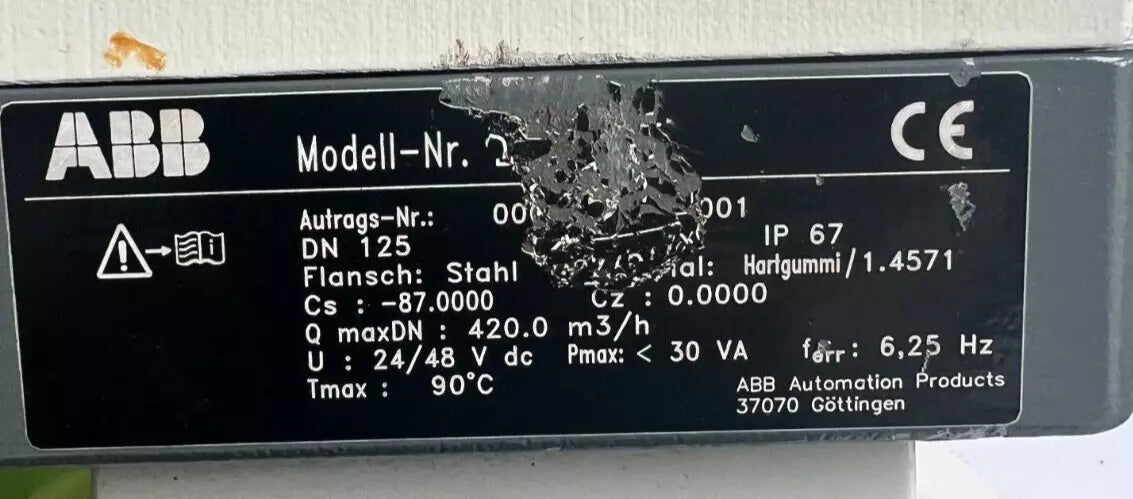 ABB
Modell-Nr. 2
CE
Autrags-Nr.: 00 001
DN 125 IP 67
Flansch: Stahl Hartgummi/1.4571
Cs : -87.0000 Cz : 0.0000
Q maxDN : 420.0 m3/h
U : 24/48 V dc Pmax: < 30 VA ferr: 6,25 Hz
Tmax : 90°C
ABB Automation Products
37070 Göttingen